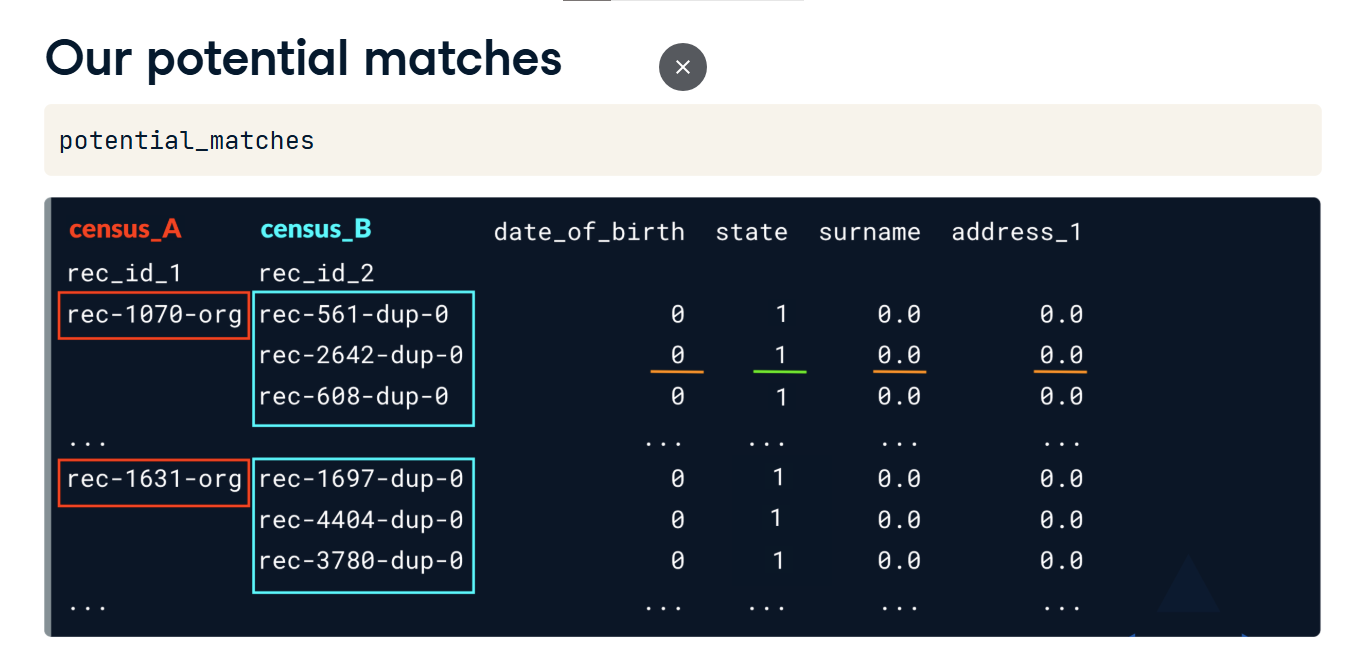 Our potential matches
potential_matches
census_A census_B date_of_birth state surname address_1
rec_id_1 rec_id_2
rec-1070-org rec-561-dup-0 0 1 0.0 0.0
rec-2642-dup-0 0 1 0.0 0.0
rec-608-dup-0 0 1 0.0 0.0
... ... ... ... ...
rec-1631-org rec-1697-dup-0 0 1 0.0 0.0
rec-4404-dup-0 0 1 0.0 0.0
rec-3780-dup-0 0 1 0.0 0.0
... ... ... ... ...